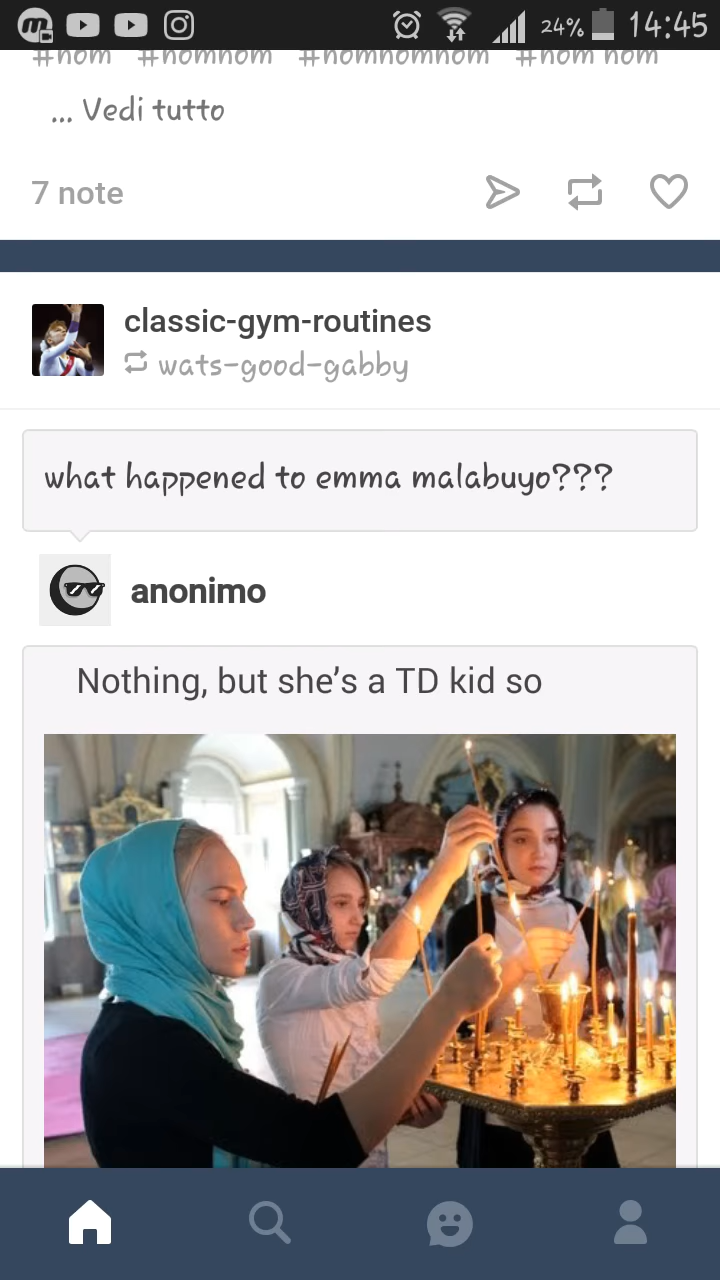 24% 14:45
#nom #nomnom #nomnomnom #nom nom
... Vedi tutto
7 note
classic-gym-routines
wats-good-gabby
what happened to emma malabuyo???
anonimo
Nothing, but she's a TD kid so